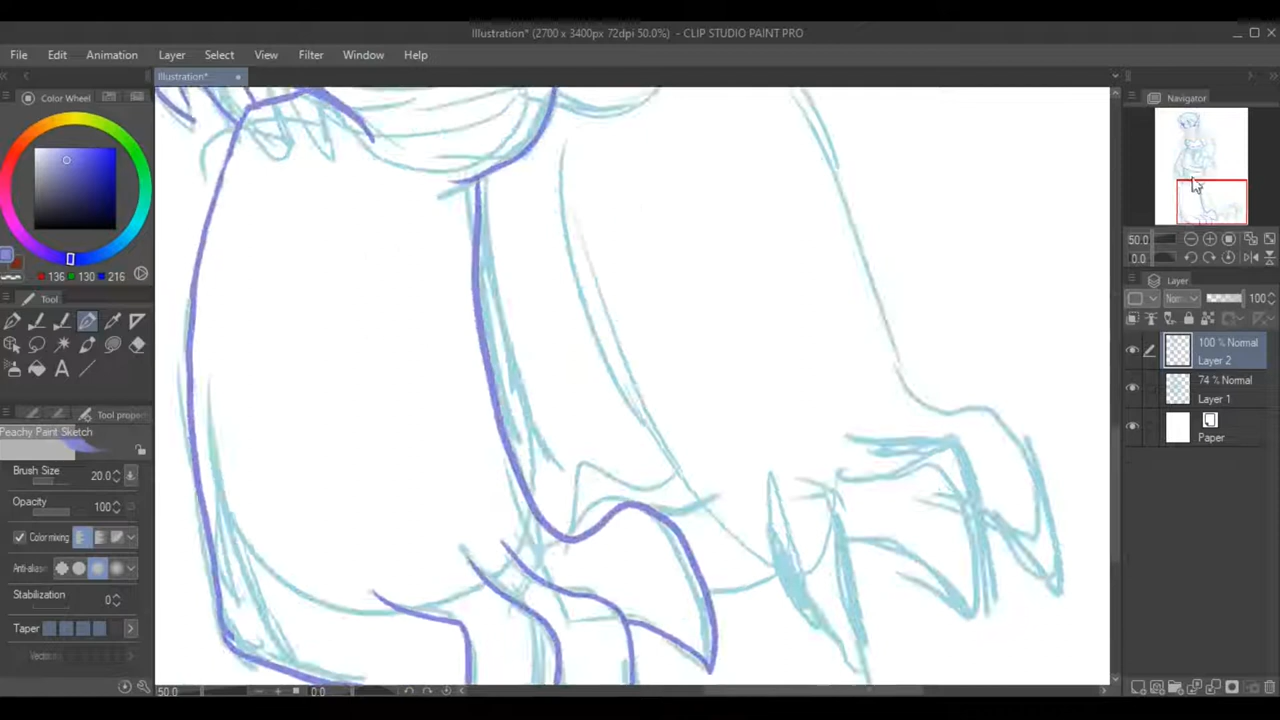 Illustration* (2700 x 3400px 72dpi 50.0%) - CLIP STUDIO PAINT PRO
File Edit Animation Layer Select View Filter Window Help
Illustration*
Color Wheel
Navigator
136 130 216
50.0
0.0
Tool
Layer
100
100 % Normal
Layer 2
74 % Normal
Layer 1
Paper
Tool propert
Peachy Paint Sketch
Brush Size 20.0
Opacity 100
Color mixing
Anti-alias
Stabilization 0
Taper
50.0 0.0